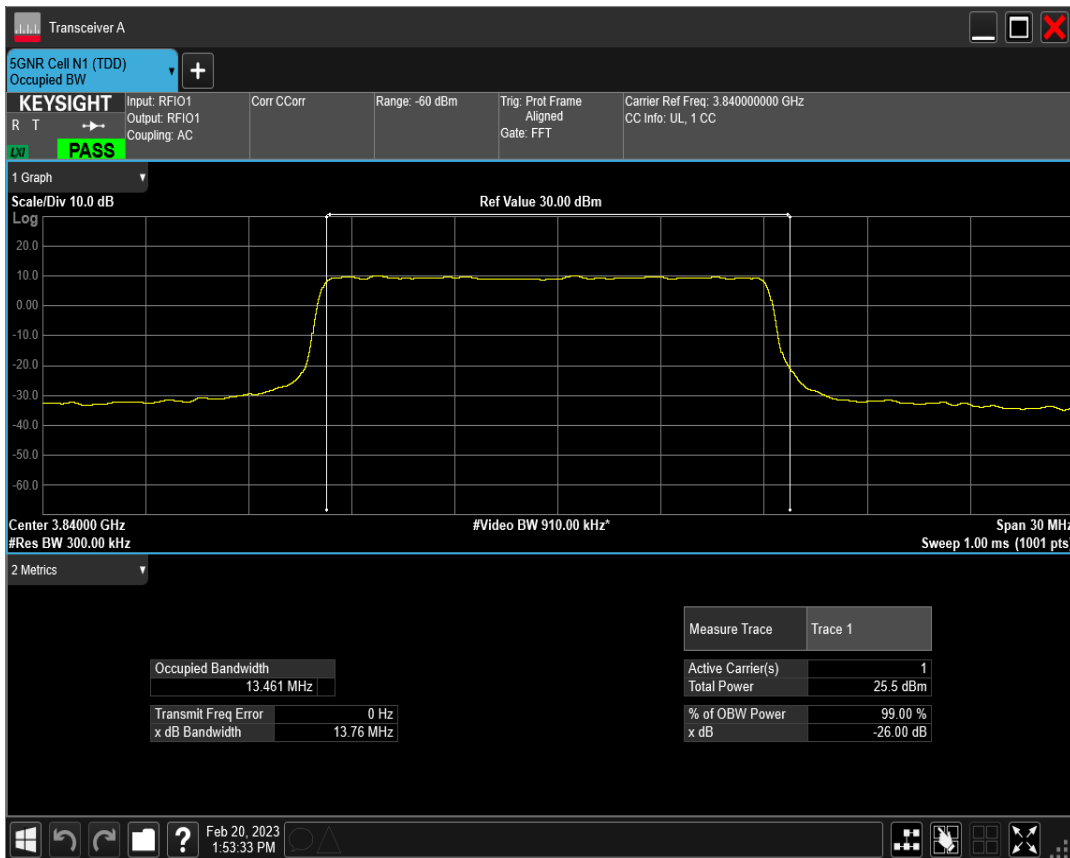 Transceiver A
5GNR Cell N1 (TDD)
Occupied BW
KEYSIGHT
R T
LXI
PASS
Input: RFIO1
Output: RFIO1
Coupling: AC
Corr CCorr
Range: -60 dBm
Trig: Prot Frame
Aligned
Gate: FFT
Carrier Ref Freq: 3.840000000 GHz
CC Info: UL, 1 CC
1 Graph
Scale/Div 10.0 dB
Ref Value 30.00 dBm
Log
20.0
10.0
0.00
-10.0
-20.0
-30.0
-40.0
-50.0
-60.0
Center 3.84000 GHz
#Video BW 910.00 kHz*
Span 30 MHz
#Res BW 300.00 kHz
Sweep 1.00 ms (1001 pts)
2 Metrics
Measure Trace Trace 1
Occupied Bandwidth
13.461 MHz
Active Carrier(s) 1
Total Power 25.5 dBm
Transmit Freq Error 0 Hz
x dB Bandwidth 13.76 MHz
% of OBW Power 99.00 %
x dB -26.00 dB
?
Feb 20, 2023
1:53:33 PM